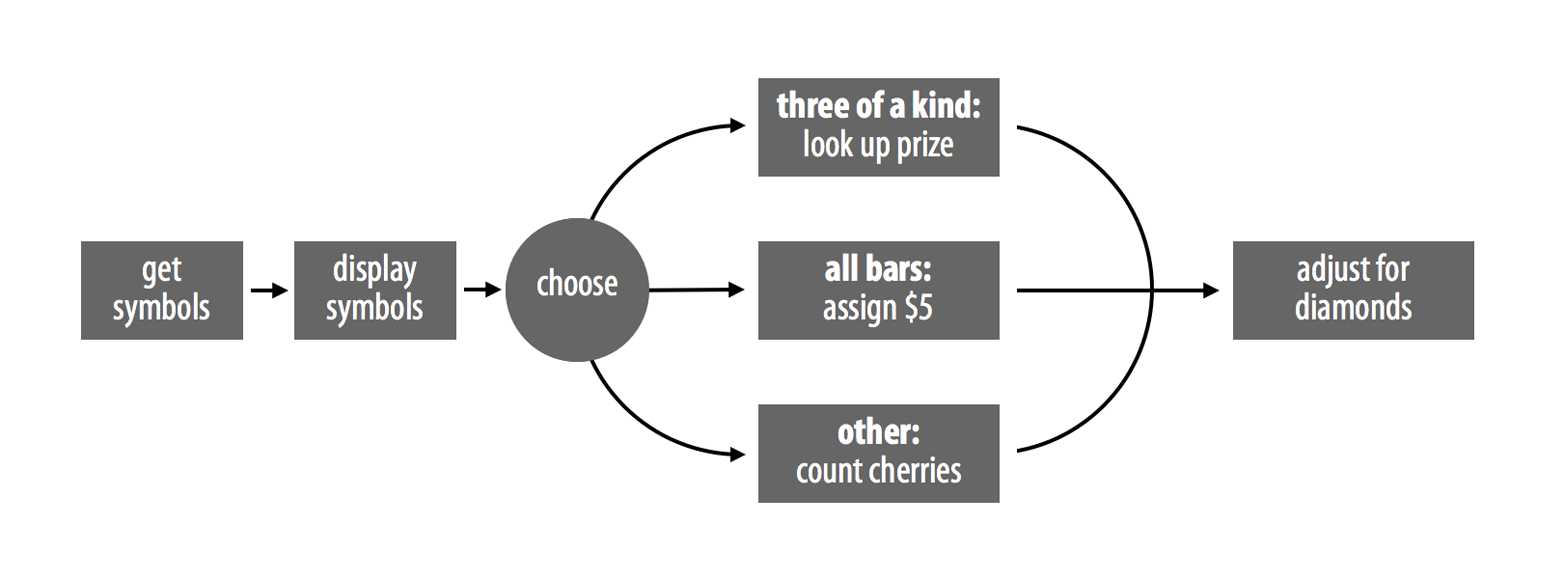 get
symbols
display
symbols
choose
three of a kind:
look up prize
all bars:
assign $5
other:
count cherries
adjust for
diamonds